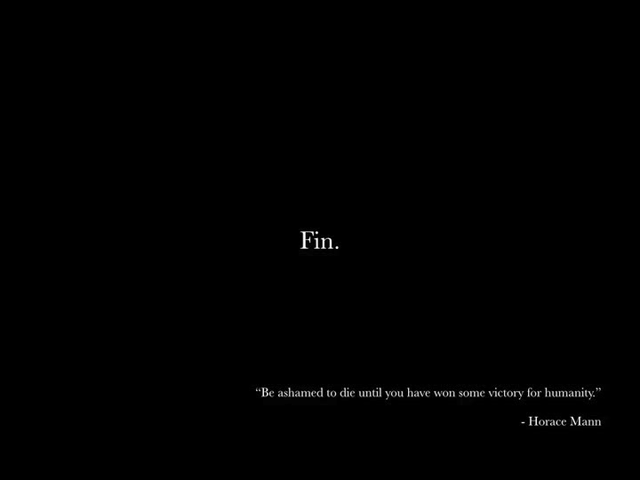 Fin.
“Be ashamed to die until you have won some victory for humanity.”
- Horace Mann